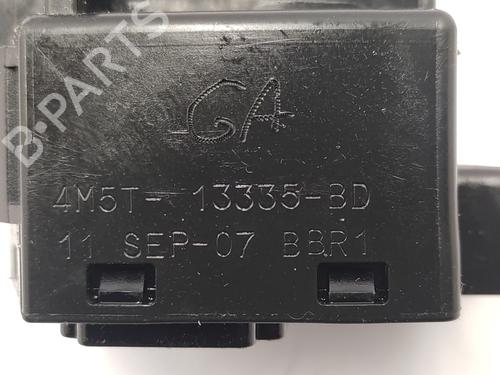 GA
4M5T- 13335-BD
11 SEP-07 BBR1
B-PARTS